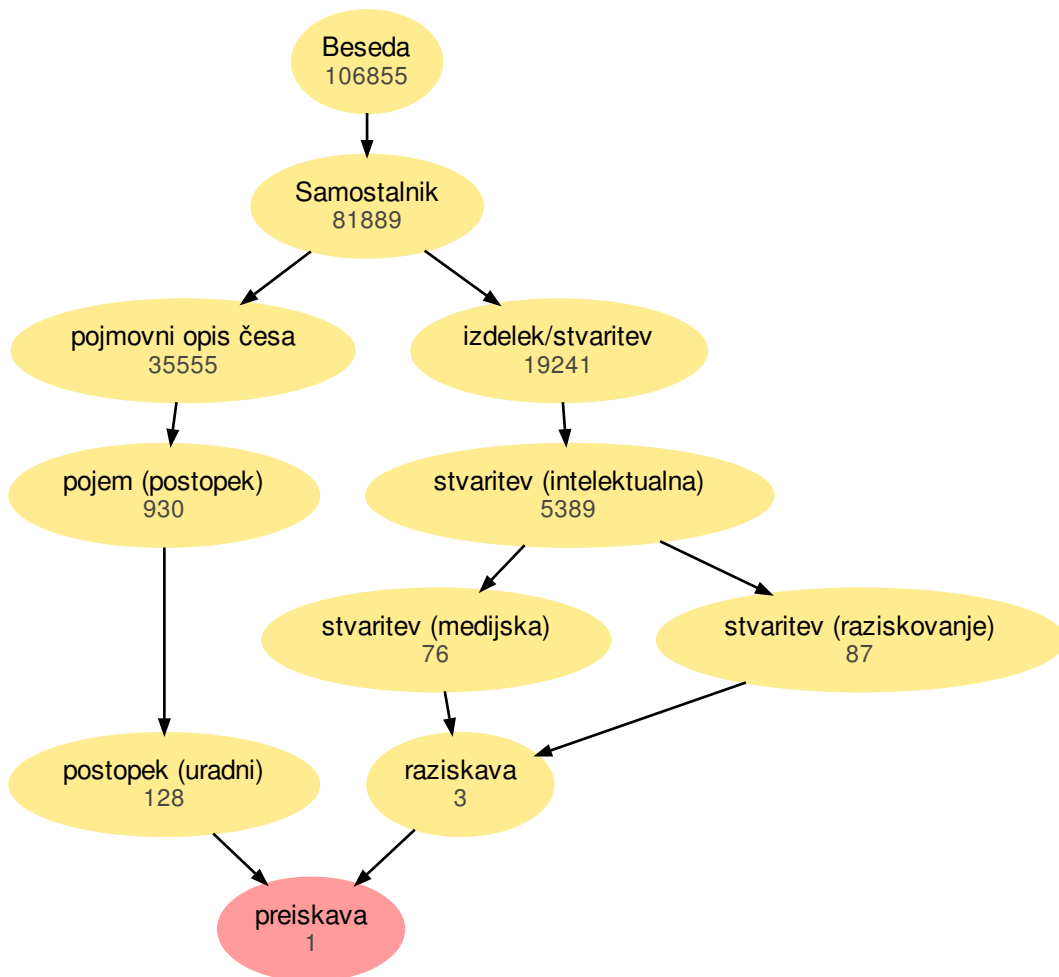 Beseda
106855
Samostalnik
81889
pojmovni opis česa
35555
izdelek/stvaritev
19241
pojem (postopek)
930
stvaritev (intelektualna)
5389
stvaritev (medijska)
76
stvaritev (raziskovanje)
87
postopek (uradni)
128
raziskava
3
preiskava
1